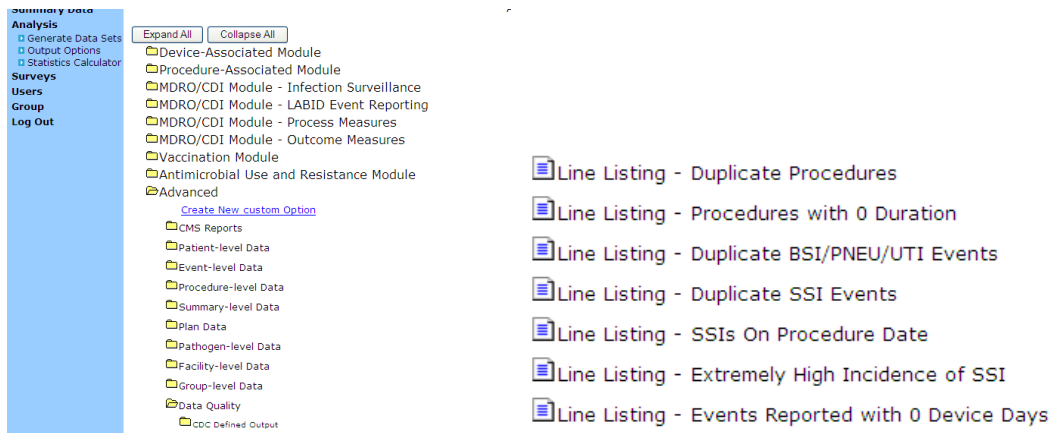 Summary Data
Analysis
Generate Data Sets
Output Options
Statistics Calculator
Surveys
Users
Group
Log Out
Expand All Collapse All
Device-Associated Module
Procedure-Associated Module
MDRO/CDI Module - Infection Surveillance
MDRO/CDI Module - LABID Event Reporting
MDRO/CDI Module - Process Measures
MDRO/CDI Module - Outcome Measures
Vaccination Module
Antimicrobial Use and Resistance Module
Advanced
Create New custom Option
CMS Reports
Patient-level Data
Event-level Data
Procedure-level Data
Summary-level Data
Plan Data
Pathogen-level Data
Facility-level Data
Group-level Data
Data Quality
CDC Defined Output
Line Listing - Duplicate Procedures
Line Listing - Procedures with 0 Duration
Line Listing - Duplicate BSI/PNEU/UTI Events
Line Listing - Duplicate SSI Events
Line Listing - SSIs On Procedure Date
Line Listing - Extremely High Incidence of SSI
Line Listing - Events Reported with 0 Device Days